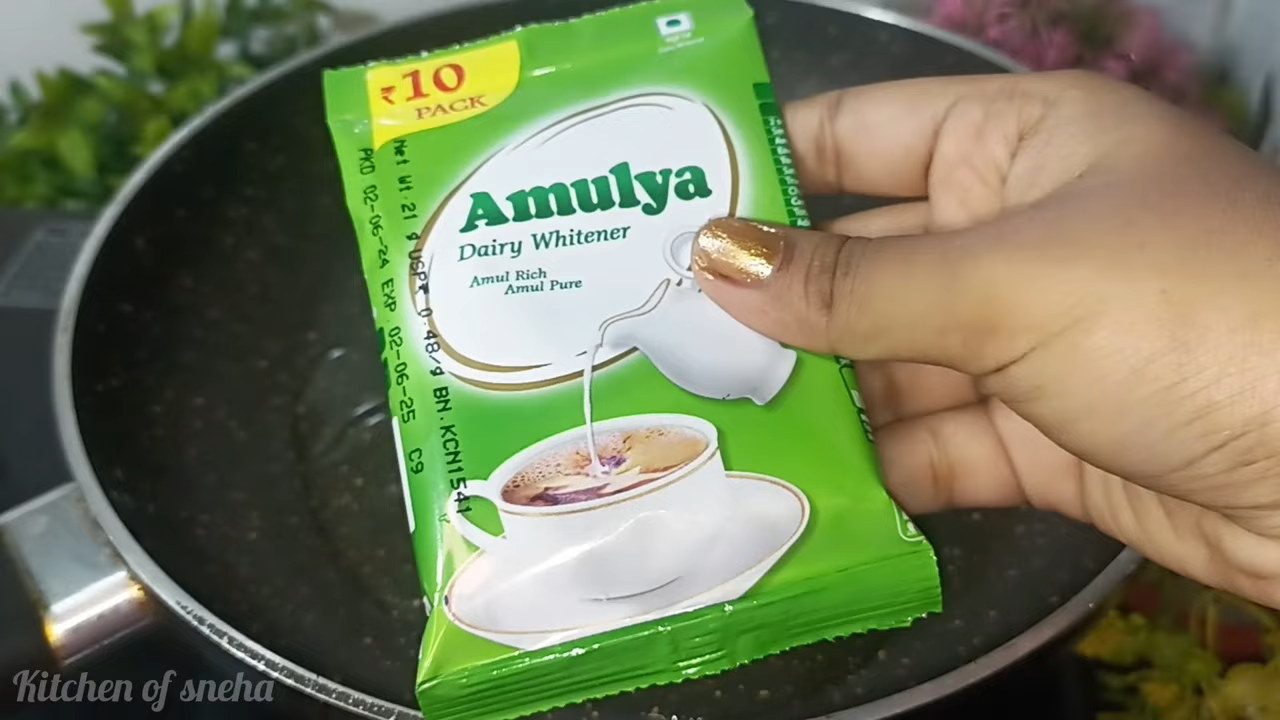 ₹10
PACK
Amulya
Dairy Whitener
Amul Rich
Amul Pure
Net Wt. 21 g USP ₹ 0.48/g BN.KCN1541
PKD 02-06-24 EXP. 02-06-25 C9
Kitchen of sneha